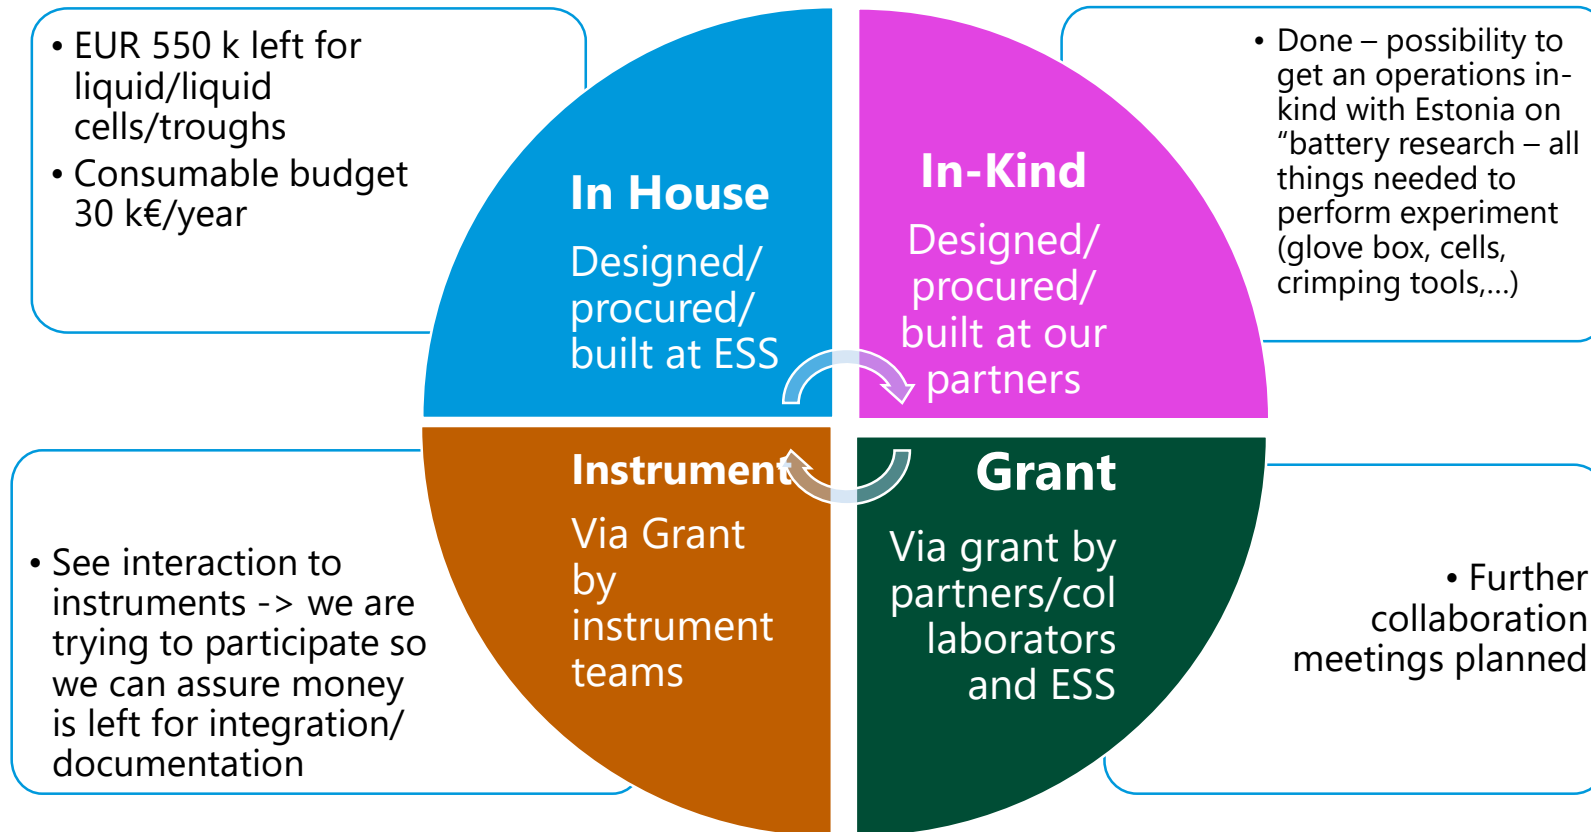 • EUR 550 k left for
liquid/liquid
cells/troughs
• Consumable budget
30 k€/year
In House
Designed/
procured/
built at ESS
In-Kind
Designed/
procured/
built at our
partners
• Done – possibility to
get an operations in-
kind with Estonia on
“battery research – all
things needed to
perform experiment
(glove box, cells,
crimping tools,...)
• See interaction to
instruments -> we are
trying to participate so
we can assure money
is left for integration/
documentation
Instrument
Via Grant
by
instrument
teams
Grant
Via grant by
partners/col
laborators
and ESS
• Further
collaboration
meetings planned